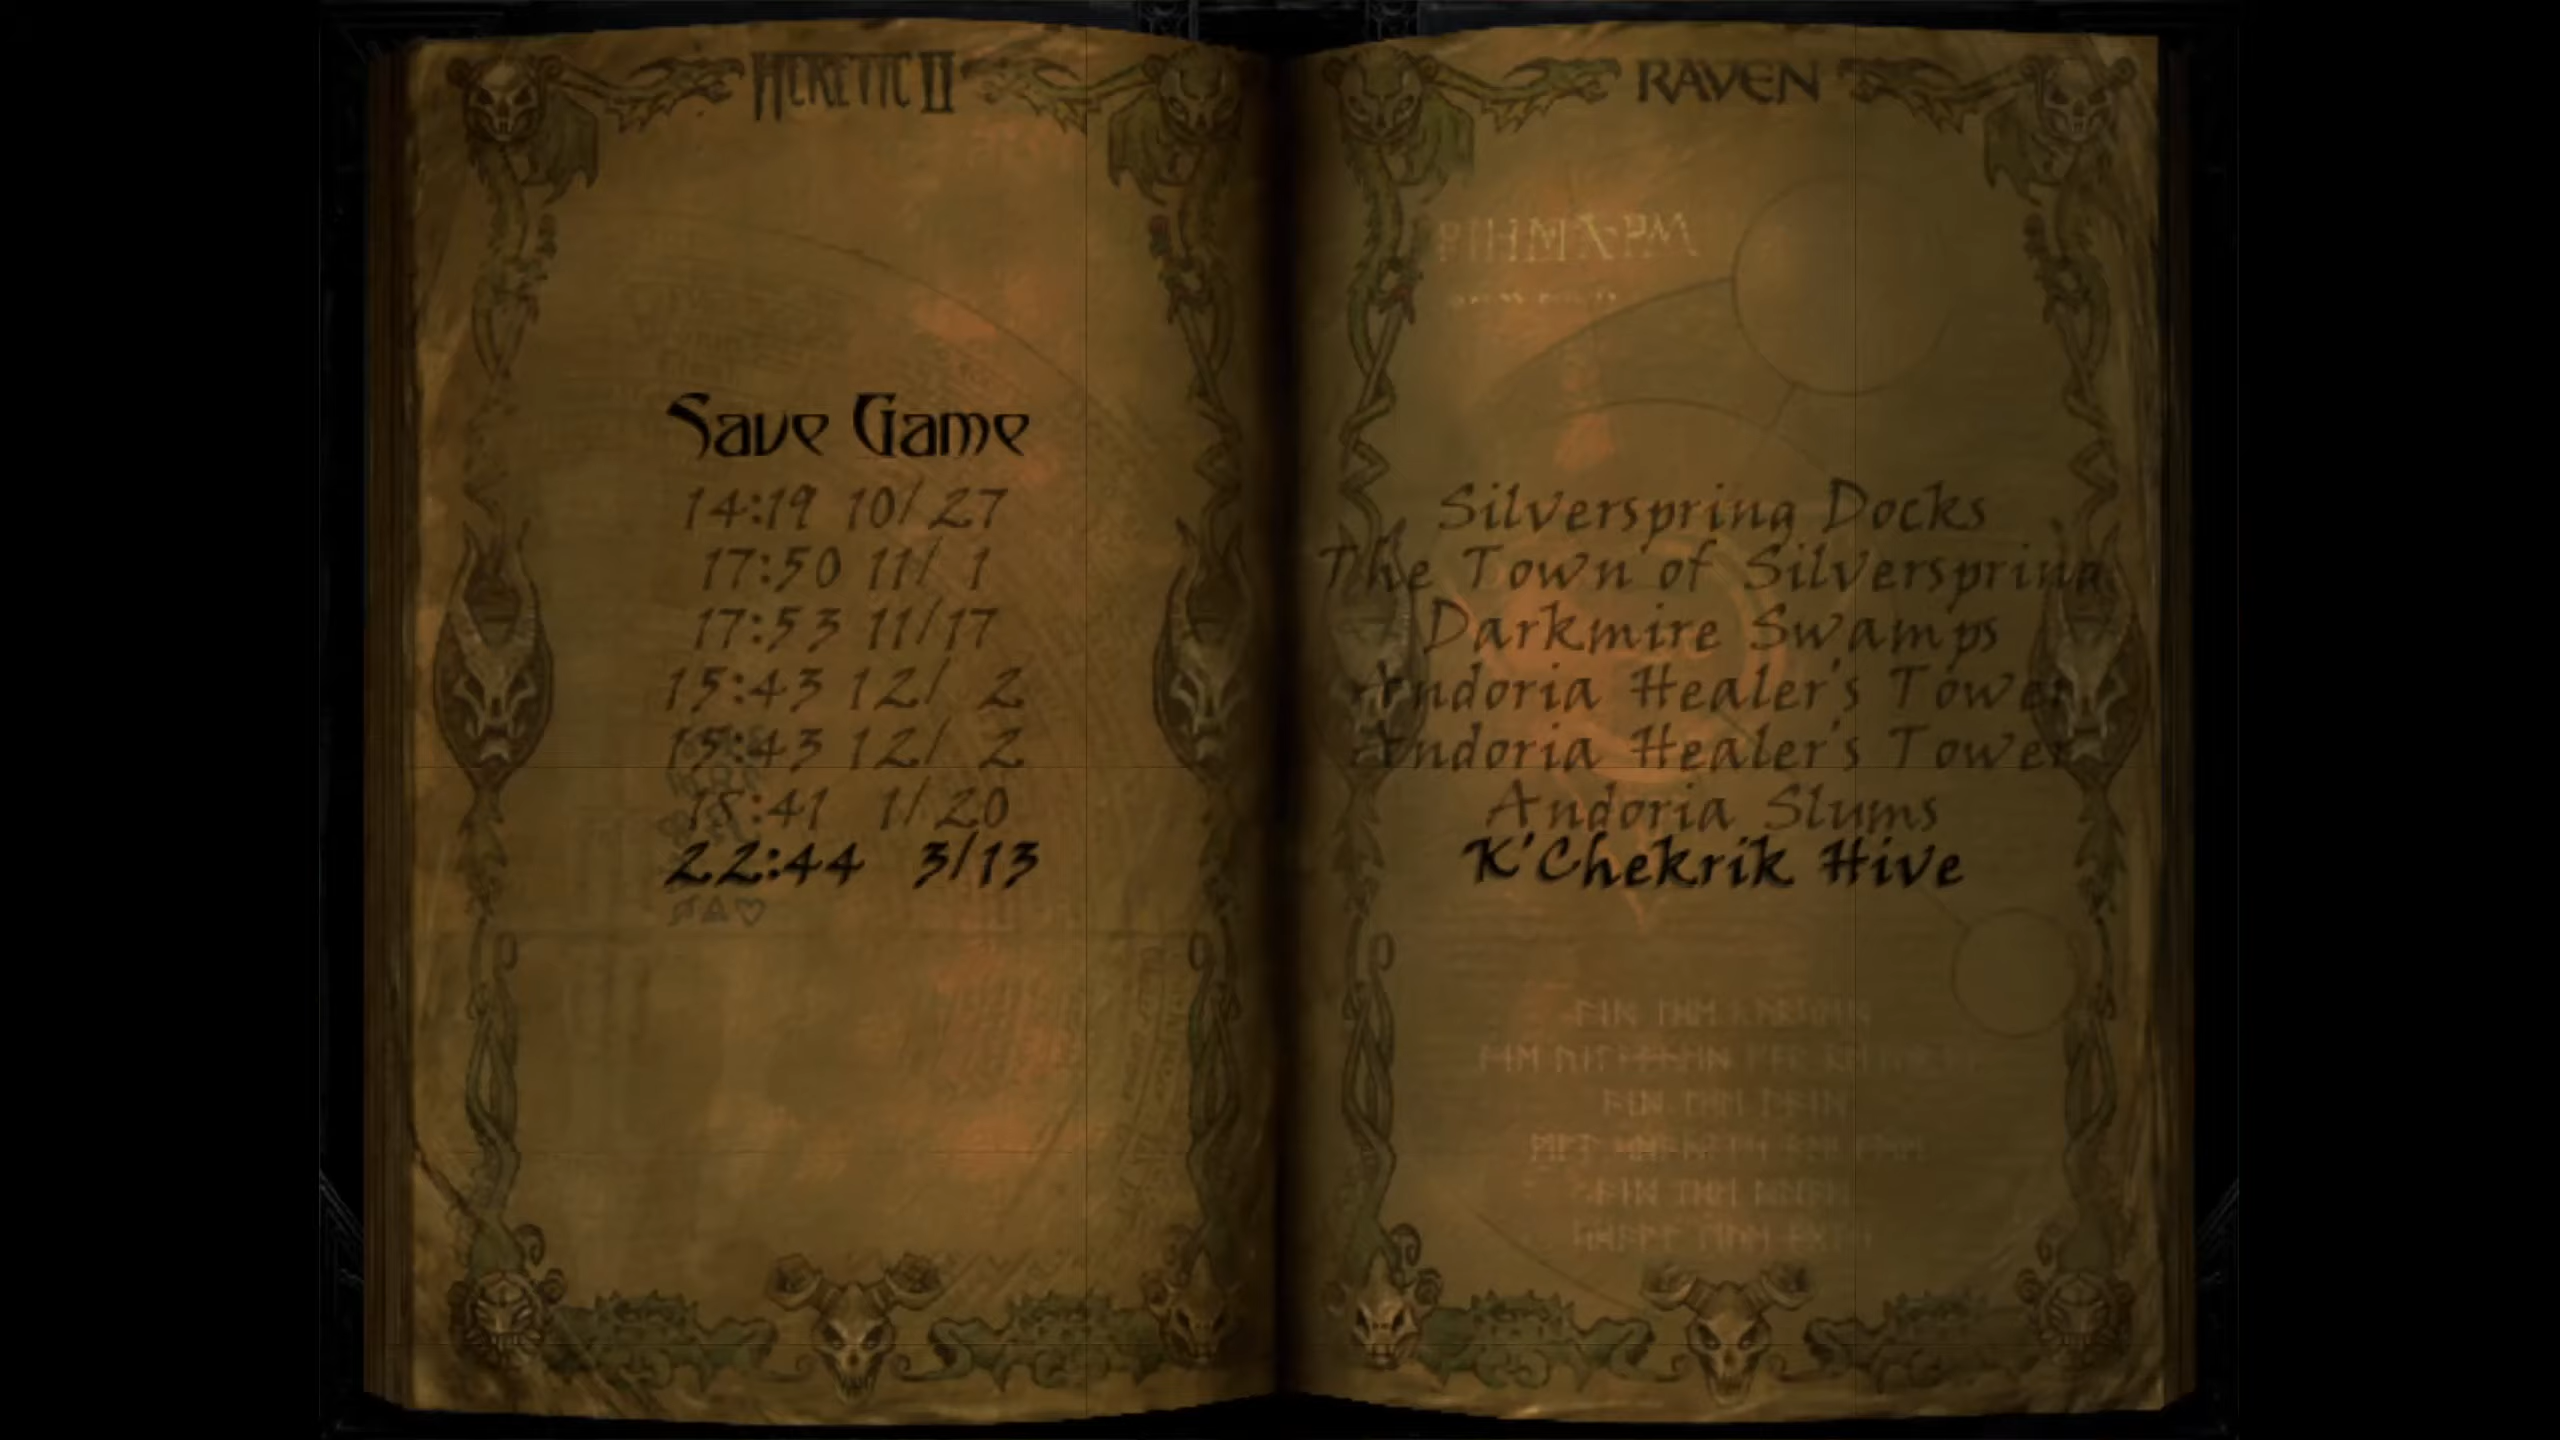 HERETIC II
RAVEN
Save Game
14:19 10/27 Silverspring Docks
17:50 11/ 1 The Town of Silverspring
17:53 11/17 Darkmire Swamps
15:43 12/ 2 Andoria Healer's Tower
15:43 12/ 2 Andoria Healer's Tower
:41 1/20 Andoria Slums
22:44 3/13 K'Chekrik Hive